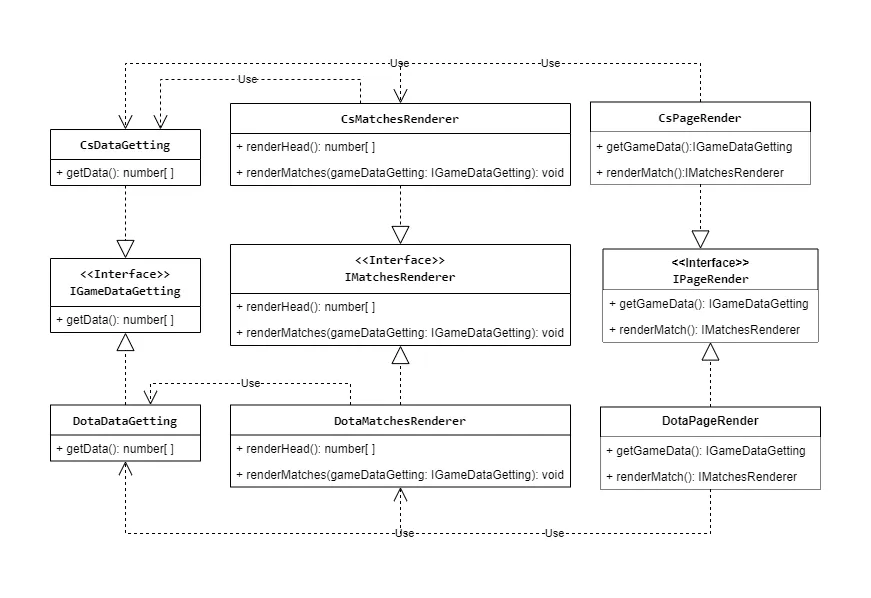 Use
Use
Use
CsDataGetting
+ getData(): number[ ]
CsMatchesRenderer
+ renderHead(): number[ ]
+ renderMatches(gameDataGetting: IGameDataGetting): void
CsPageRender
+ getGameData():IGameDataGetting
+ renderMatch():IMatchesRenderer
<<Interface>>
IGameDataGetting
+ getData(): number[ ]
<<Interface>>
IMatchesRenderer
+ renderHead(): number[ ]
+ renderMatches(gameDataGetting: IGameDataGetting): void
<<Interface>>
IPageRender
+ getGameData(): IGameDataGetting
+ renderMatch(): IMatchesRenderer
Use
DotaDataGetting
+ getData(): number[ ]
DotaMatchesRenderer
+ renderHead(): number[ ]
+ renderMatches(gameDataGetting: IGameDataGetting): void
DotaPageRender
+ getGameData(): IGameDataGetting
+ renderMatch(): IMatchesRenderer
Use
Use